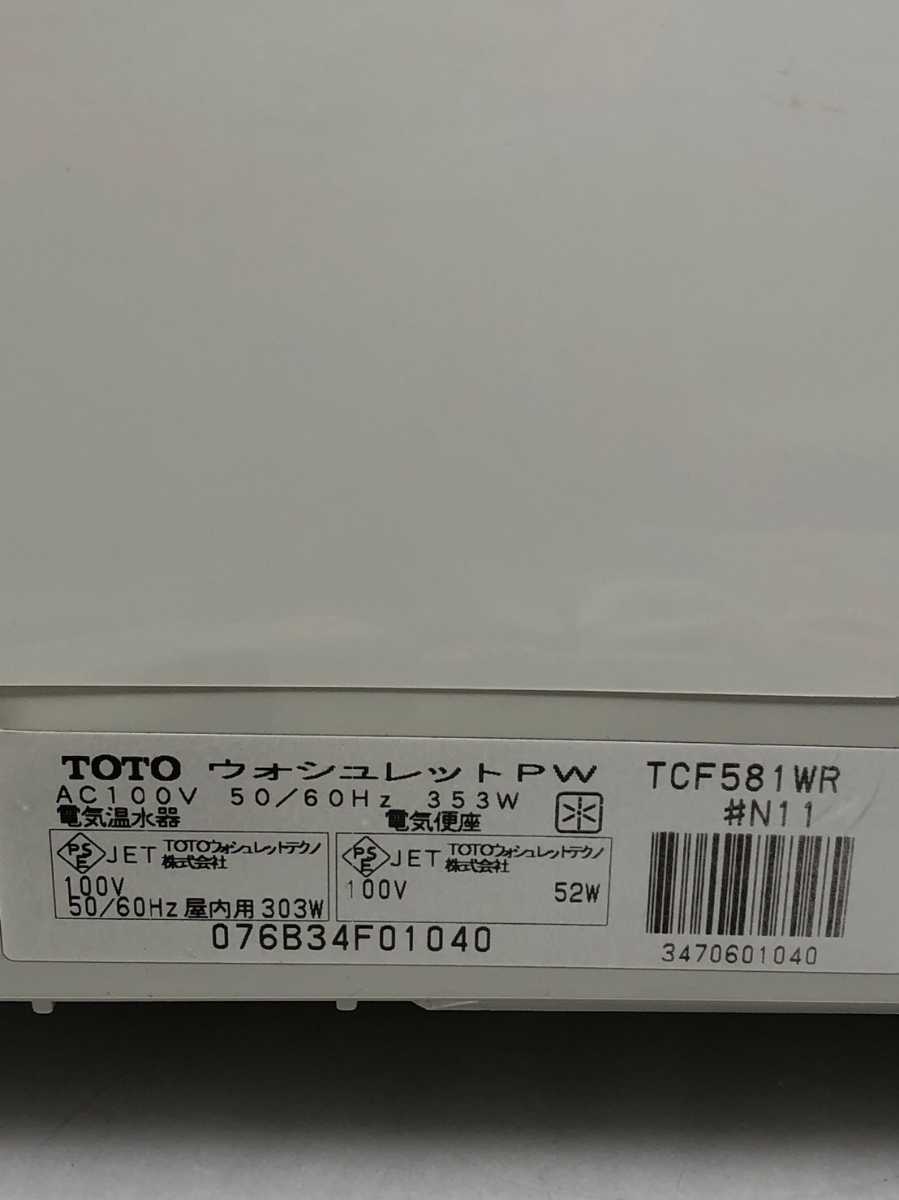 TOTO ウォシュレットPW TCF581WR
AC100V 50/60Hz 353W #N11
電気温水器
PSE JET TOTOウォシュレットテクノ
株式会社
100V
50/60Hz 屋内用 303W
電気便座
PSE JET TOTOウォシュレットテクノ
株式会社
100V 52W
076B34F01040
3470601040